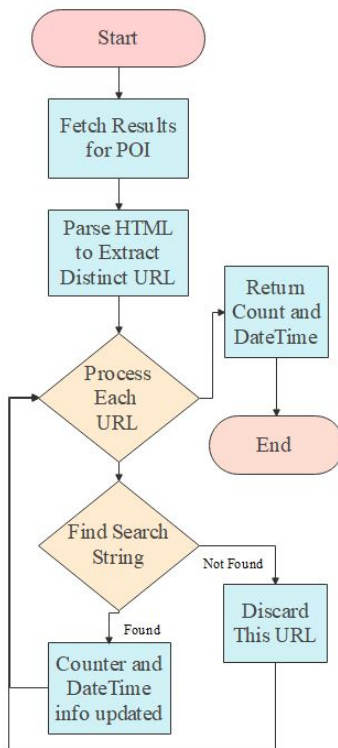 Start
Fetch Results
for POI
Parse HTML
to Extract
Distinct URL
Return
Count and
DateTime
Process
Each
URL
End
Find Search
String
Not Found
Found
Discard
This URL
Counter and
DateTime
info updated